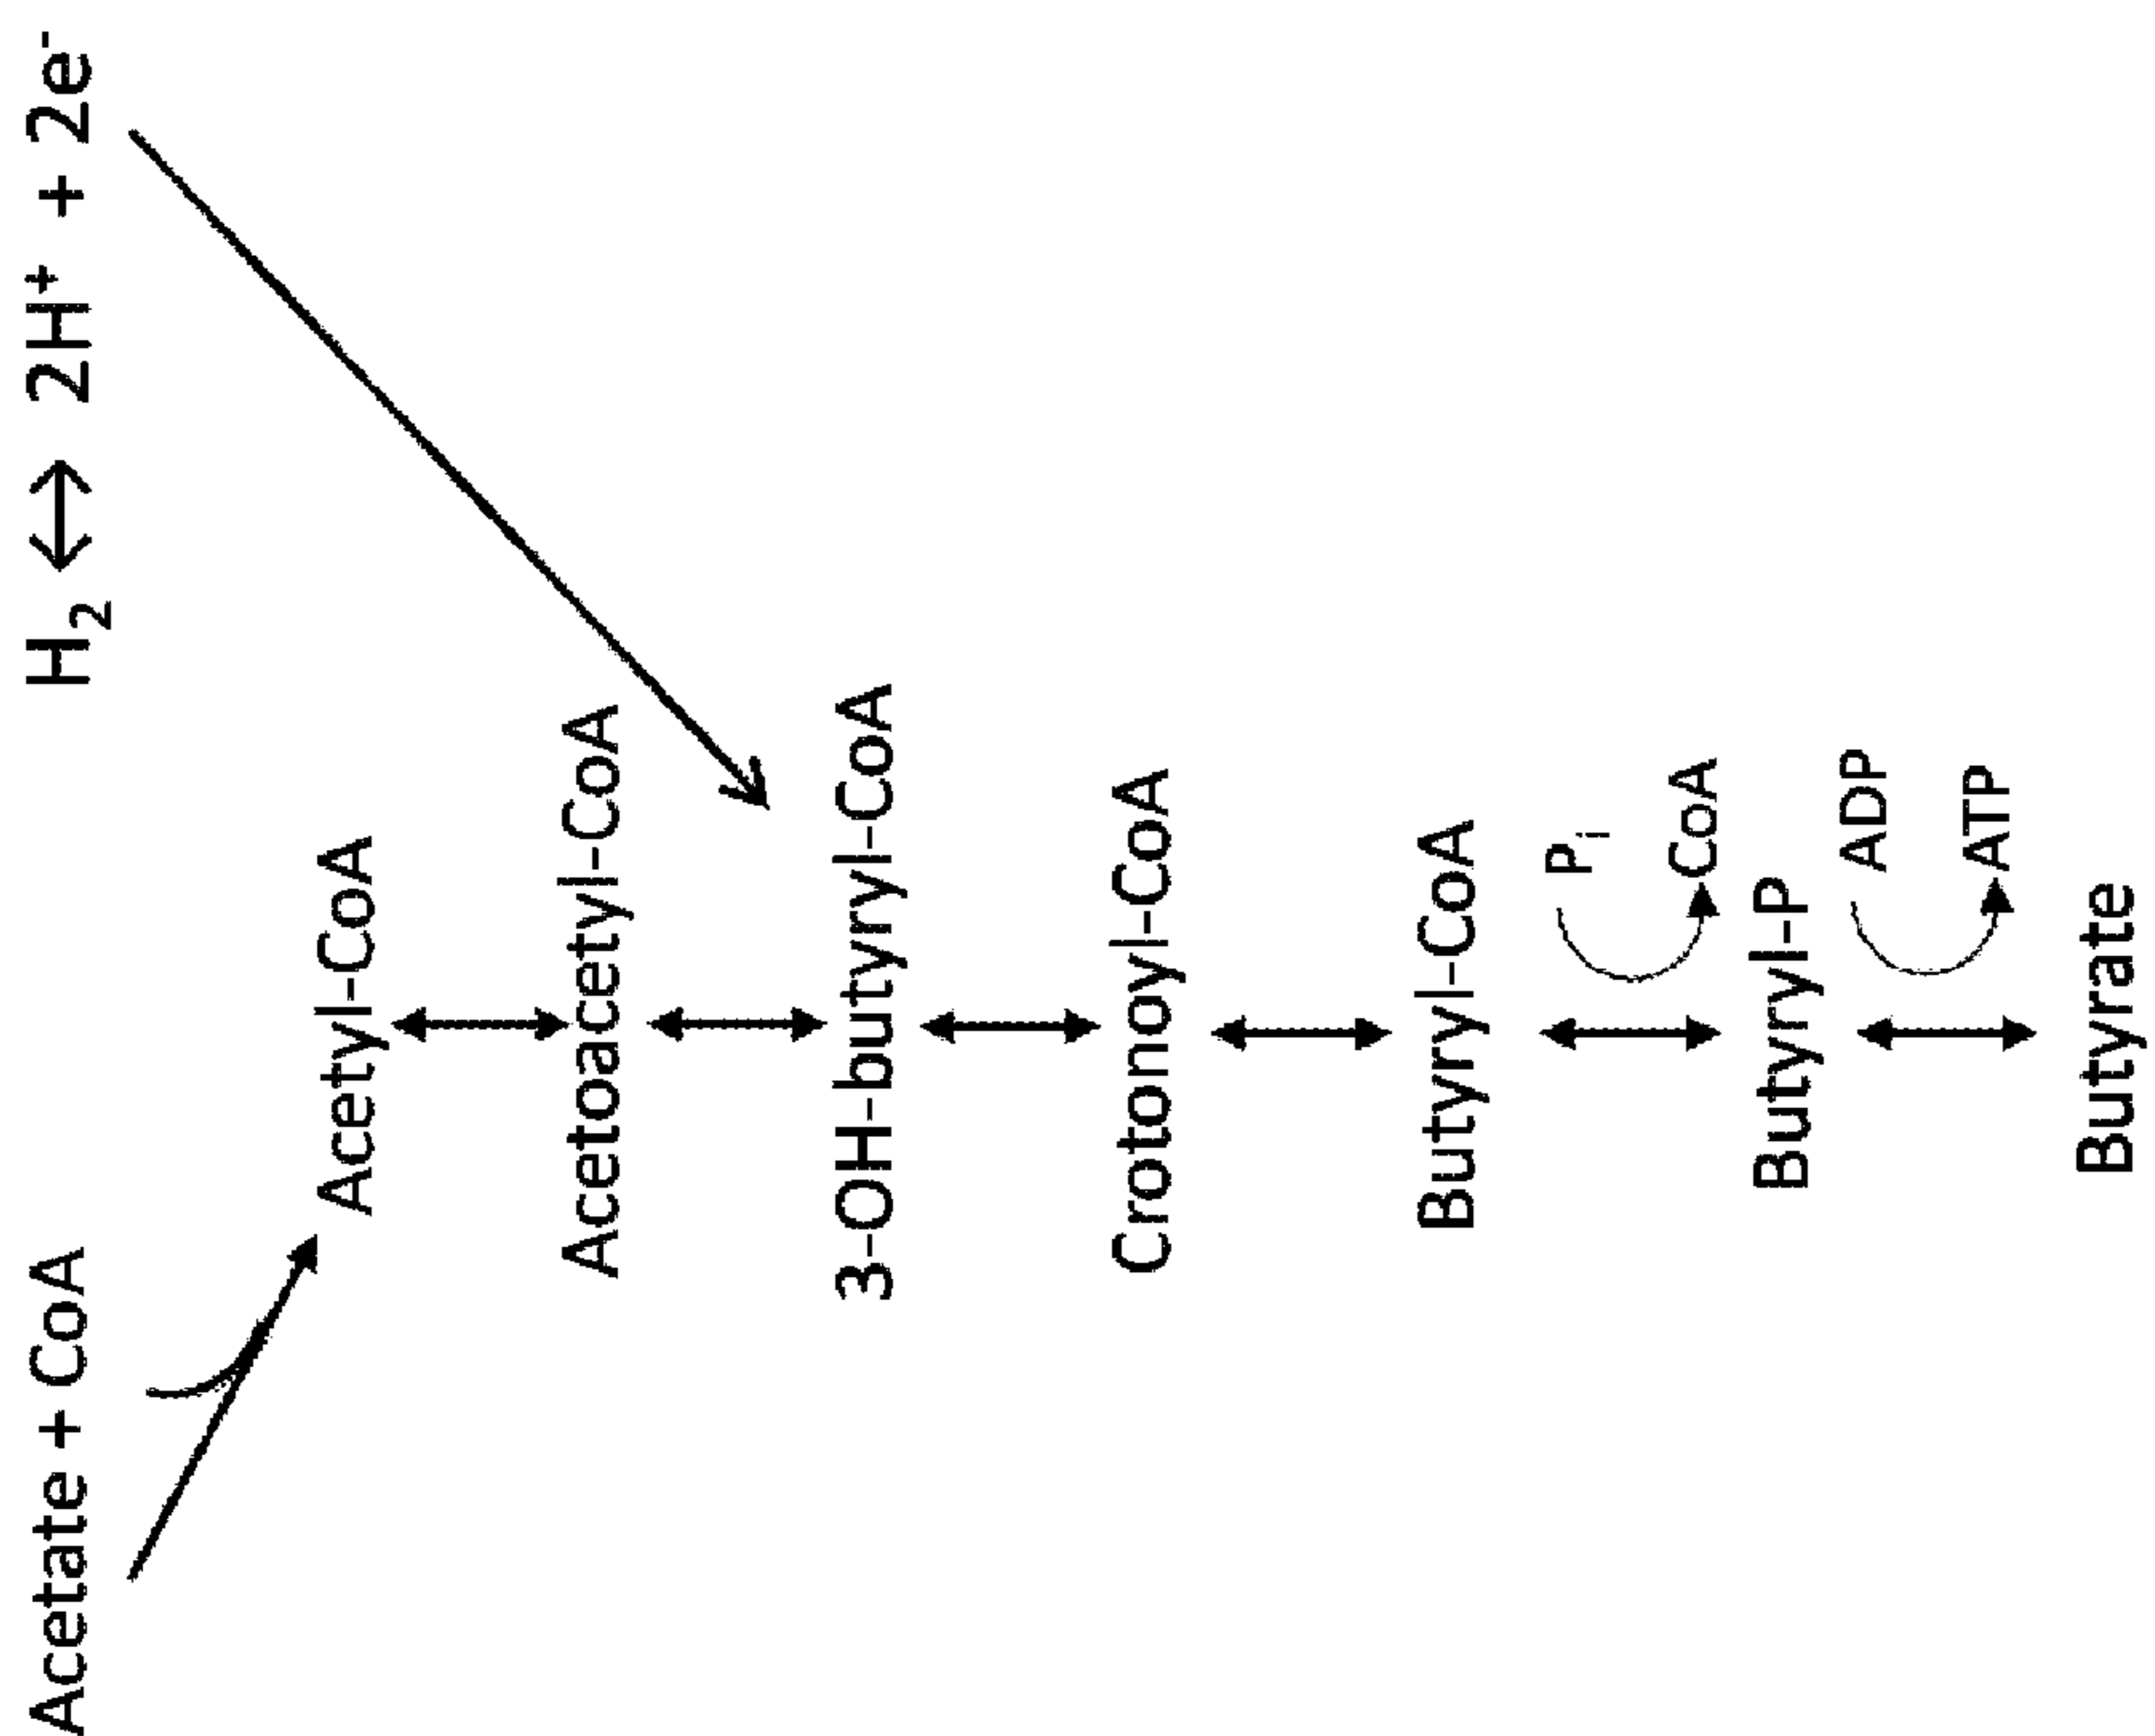 Acetate + CoA
H₂ ↔ 2H⁺ + 2e⁻
Acetyl-CoA
Acetoacetyl-CoA
3-OH-butyryl-CoA
Crotonoyl-CoA
Butyryl-CoA
Pᵢ
CoA
Butyryl-P
ADP
ATP
Butyrate